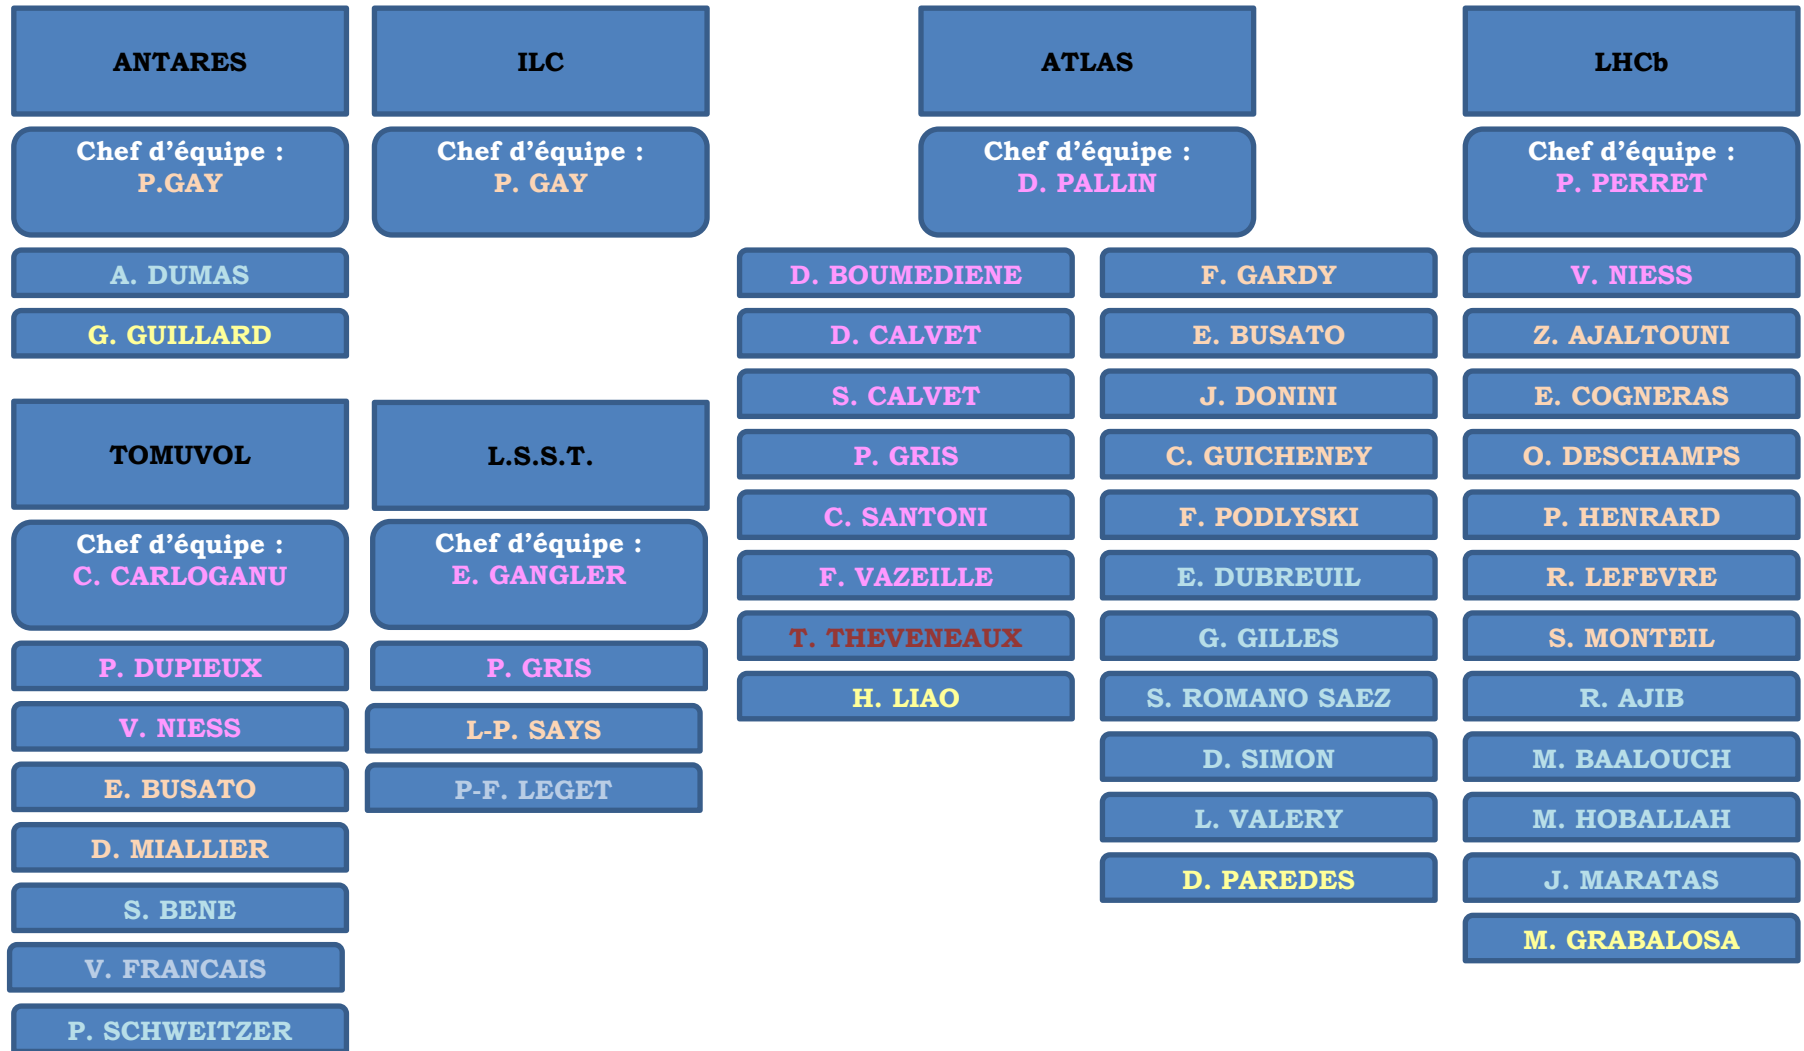 ANTARES
Chef d'équipe :
P.GAY
A. DUMAS
G. GUILLARD
ILC
Chef d'équipe :
P. GAY
ATLAS
Chef d'équipe :
D. PALLIN
D. BOUMEDIENE
D. CALVET
S. CALVET
P. GRIS
C. SANTONI
F. VAZEILLE
T. THEVENEAUX
H. LIAO
F. GARDY
E. BUSATO
J. DONINI
C. GUICHENEY
F. PODLYSKI
E. DUBREUIL
G. GILLES
S. ROMANO SAEZ
D. SIMON
L. VALERY
D. PAREDES
LHCb
Chef d'équipe :
P. PERRET
V. NIESS
Z. AJALTOUNI
E. COGNERAS
O. DESCHAMPS
P. HENRARD
R. LEFEVRE
S. MONTEIL
R. AJIB
M. BAALOUCH
M. HOBALLAH
J. MARATAS
M. GRABALOSA
TOMUVOL
Chef d'équipe :
C. CARLOGANU
P. DUPIEUX
V. NIESS
E. BUSATO
D. MIALLIER
S. BENE
V. FRANCAIS
P. SCHWEITZER
L.S.S.T.
Chef d'équipe :
E. GANGLER
P. GRIS
L-P. SAYS
P-F. LEGET